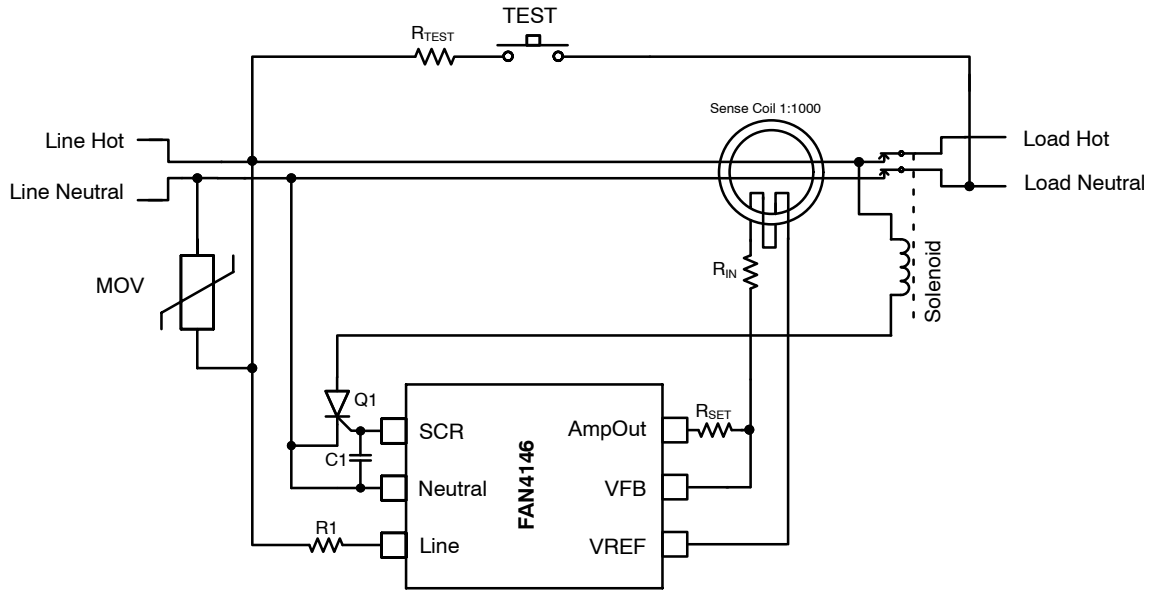 TEST
RTEST
Sense Coil 1:1000
Line Hot
Load Hot
Line Neutral
Load Neutral
MOV
RIN
Solenoid
Q1
SCR
AmpOut
RSET
C1
Neutral
FAN4146
VFB
R1
Line
VREF